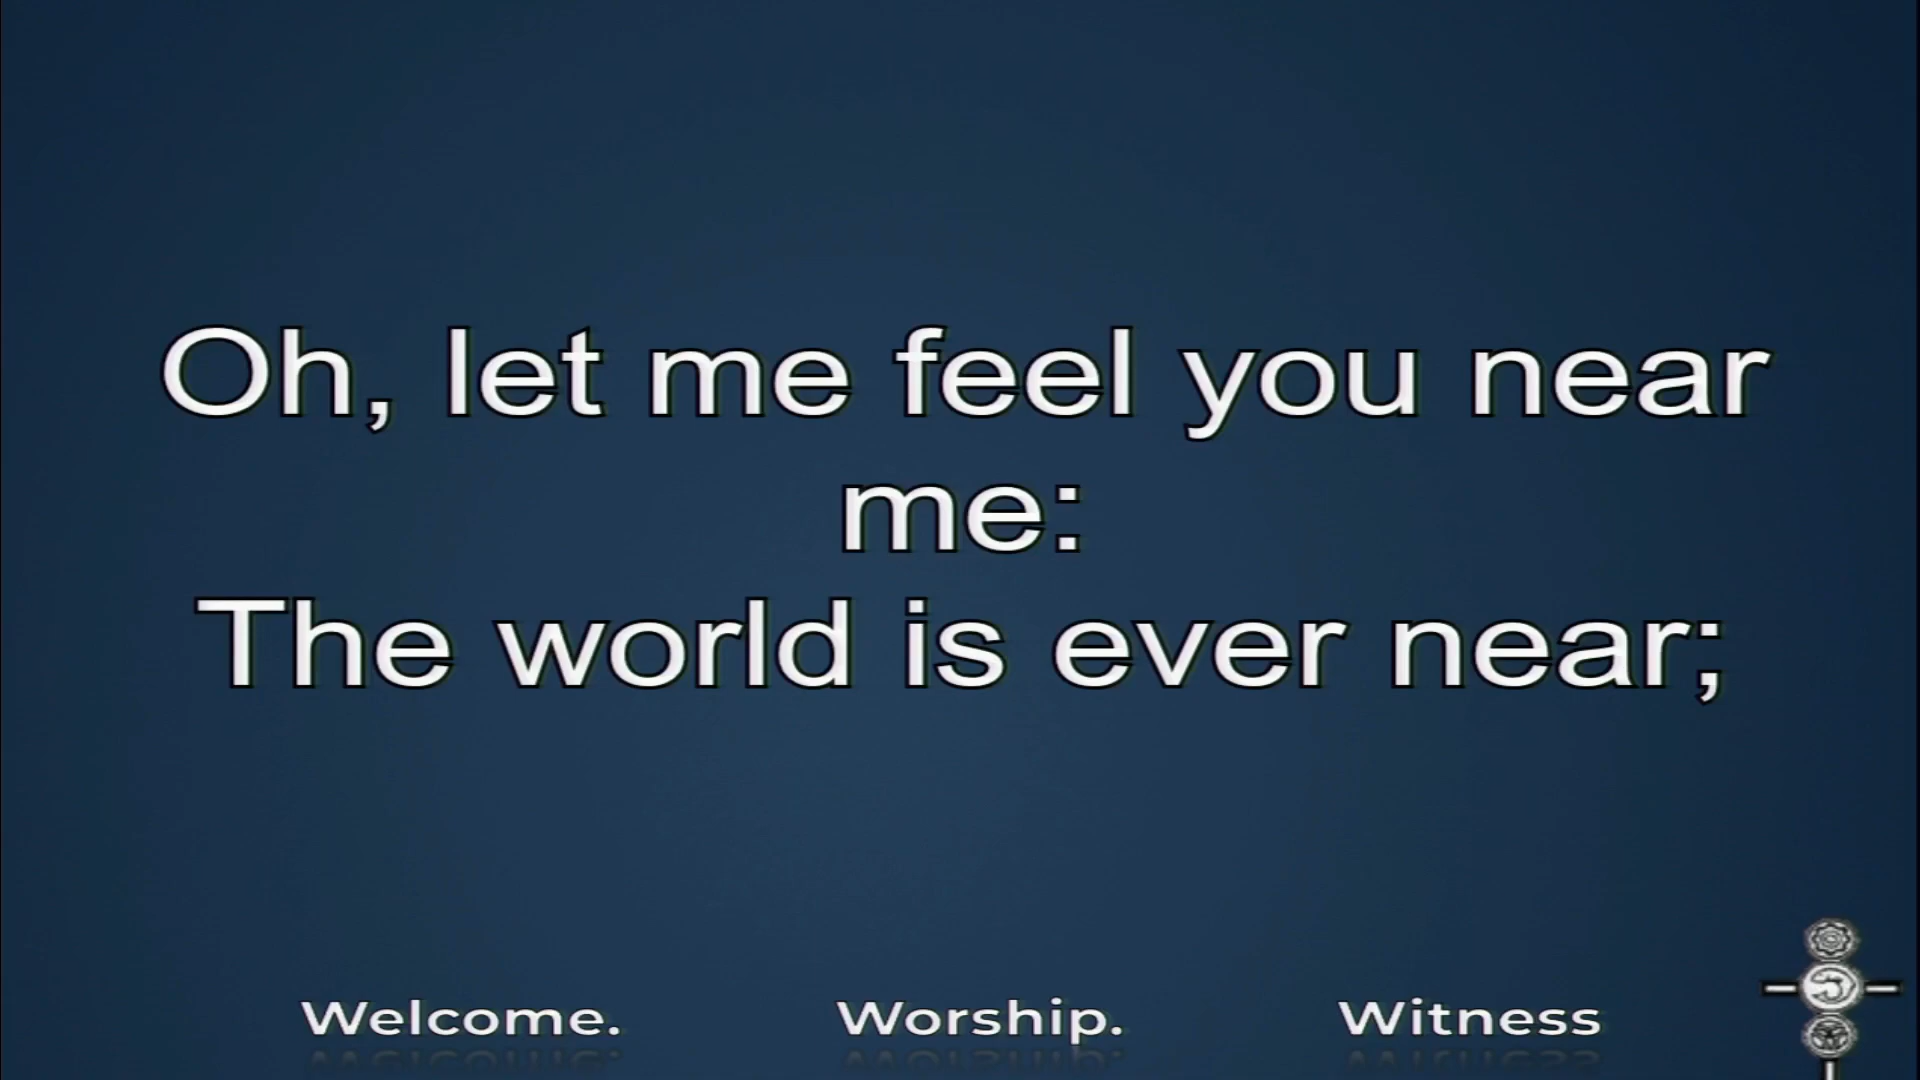 Oh, let me feel you near
me:
The world is ever near;
Welcome. Worship. Witness